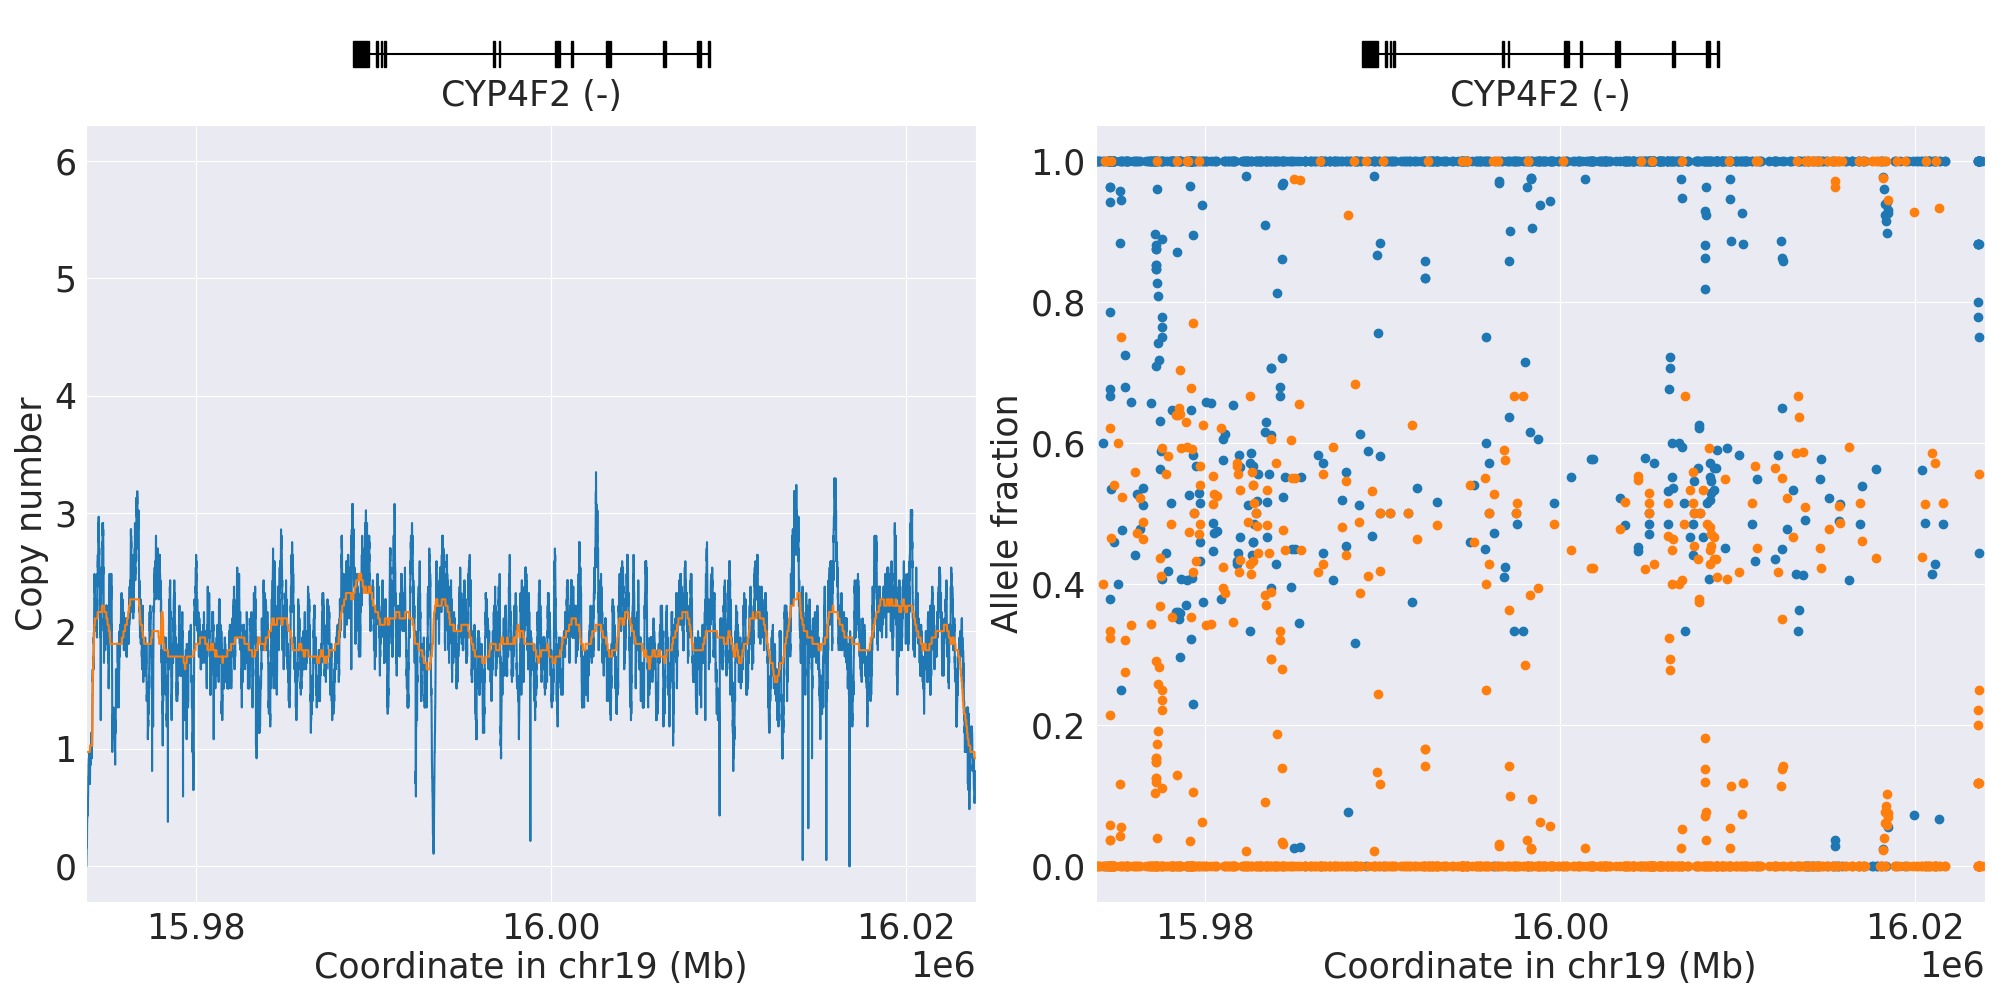 CYP4F2 (-)
Copy number
6
5
4
3
2
1
0
15.98
16.00
16.02
Coordinate in chr19 (Mb)
1e6
CYP4F2 (-)
Allele fraction
1.0
0.8
0.6
0.4
0.2
0.0
15.98
16.00
16.02
Coordinate in chr19 (Mb)
1e6